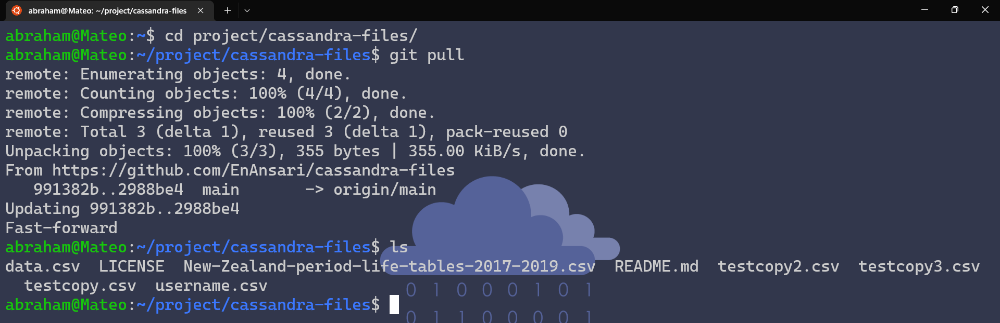 abraham@Mateo: ~/project/cassandra-files
abraham@Mateo:~$ cd project/cassandra-files/
abraham@Mateo:~/project/cassandra-files$ git pull
remote: Enumerating objects: 4, done.
remote: Counting objects: 100% (4/4), done.
remote: Compressing objects: 100% (2/2), done.
remote: Total 3 (delta 1), reused 3 (delta 1), pack-reused 0
Unpacking objects: 100% (3/3), 355 bytes | 355.00 KiB/s, done.
From https://github.com/EnAnsari/cassandra-files
   991382b..2988be4  main       -> origin/main
Updating 991382b..2988be4
Fast-forward
abraham@Mateo:~/project/cassandra-files$ ls
data.csv  LICENSE  New-Zealand-period-life-tables-2017-2019.csv  README.md  testcopy2.csv  testcopy3.csv
  testcopy.csv  username.csv
abraham@Mateo:~/project/cassandra-files$
0 1 0 0 0 1 0 1
0 1 1 0 0 0 0 1